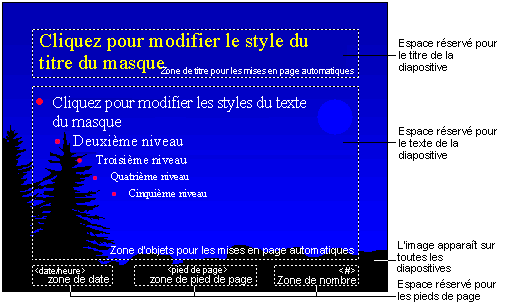 Cliquez pour modifier le style du
titre du masque
Zone de titre pour les mises en page automatiques
Espace réservé pour
le titre de la
diapositive
Cliquez pour modifier les styles du texte
du masque
Deuxième niveau
Troisième niveau
Quatrième niveau
Cinquième niveau
Espace réservé pour
le texte de la
diapositive
Zone d'objets pour les mises en page automatiques
L'image apparaît sur
toutes les
diapositives
<date/heure>
zone de date
<pied de page>
zone de pied de page
<#>
Zone de nombre
Espace réservé pour
les pieds de page